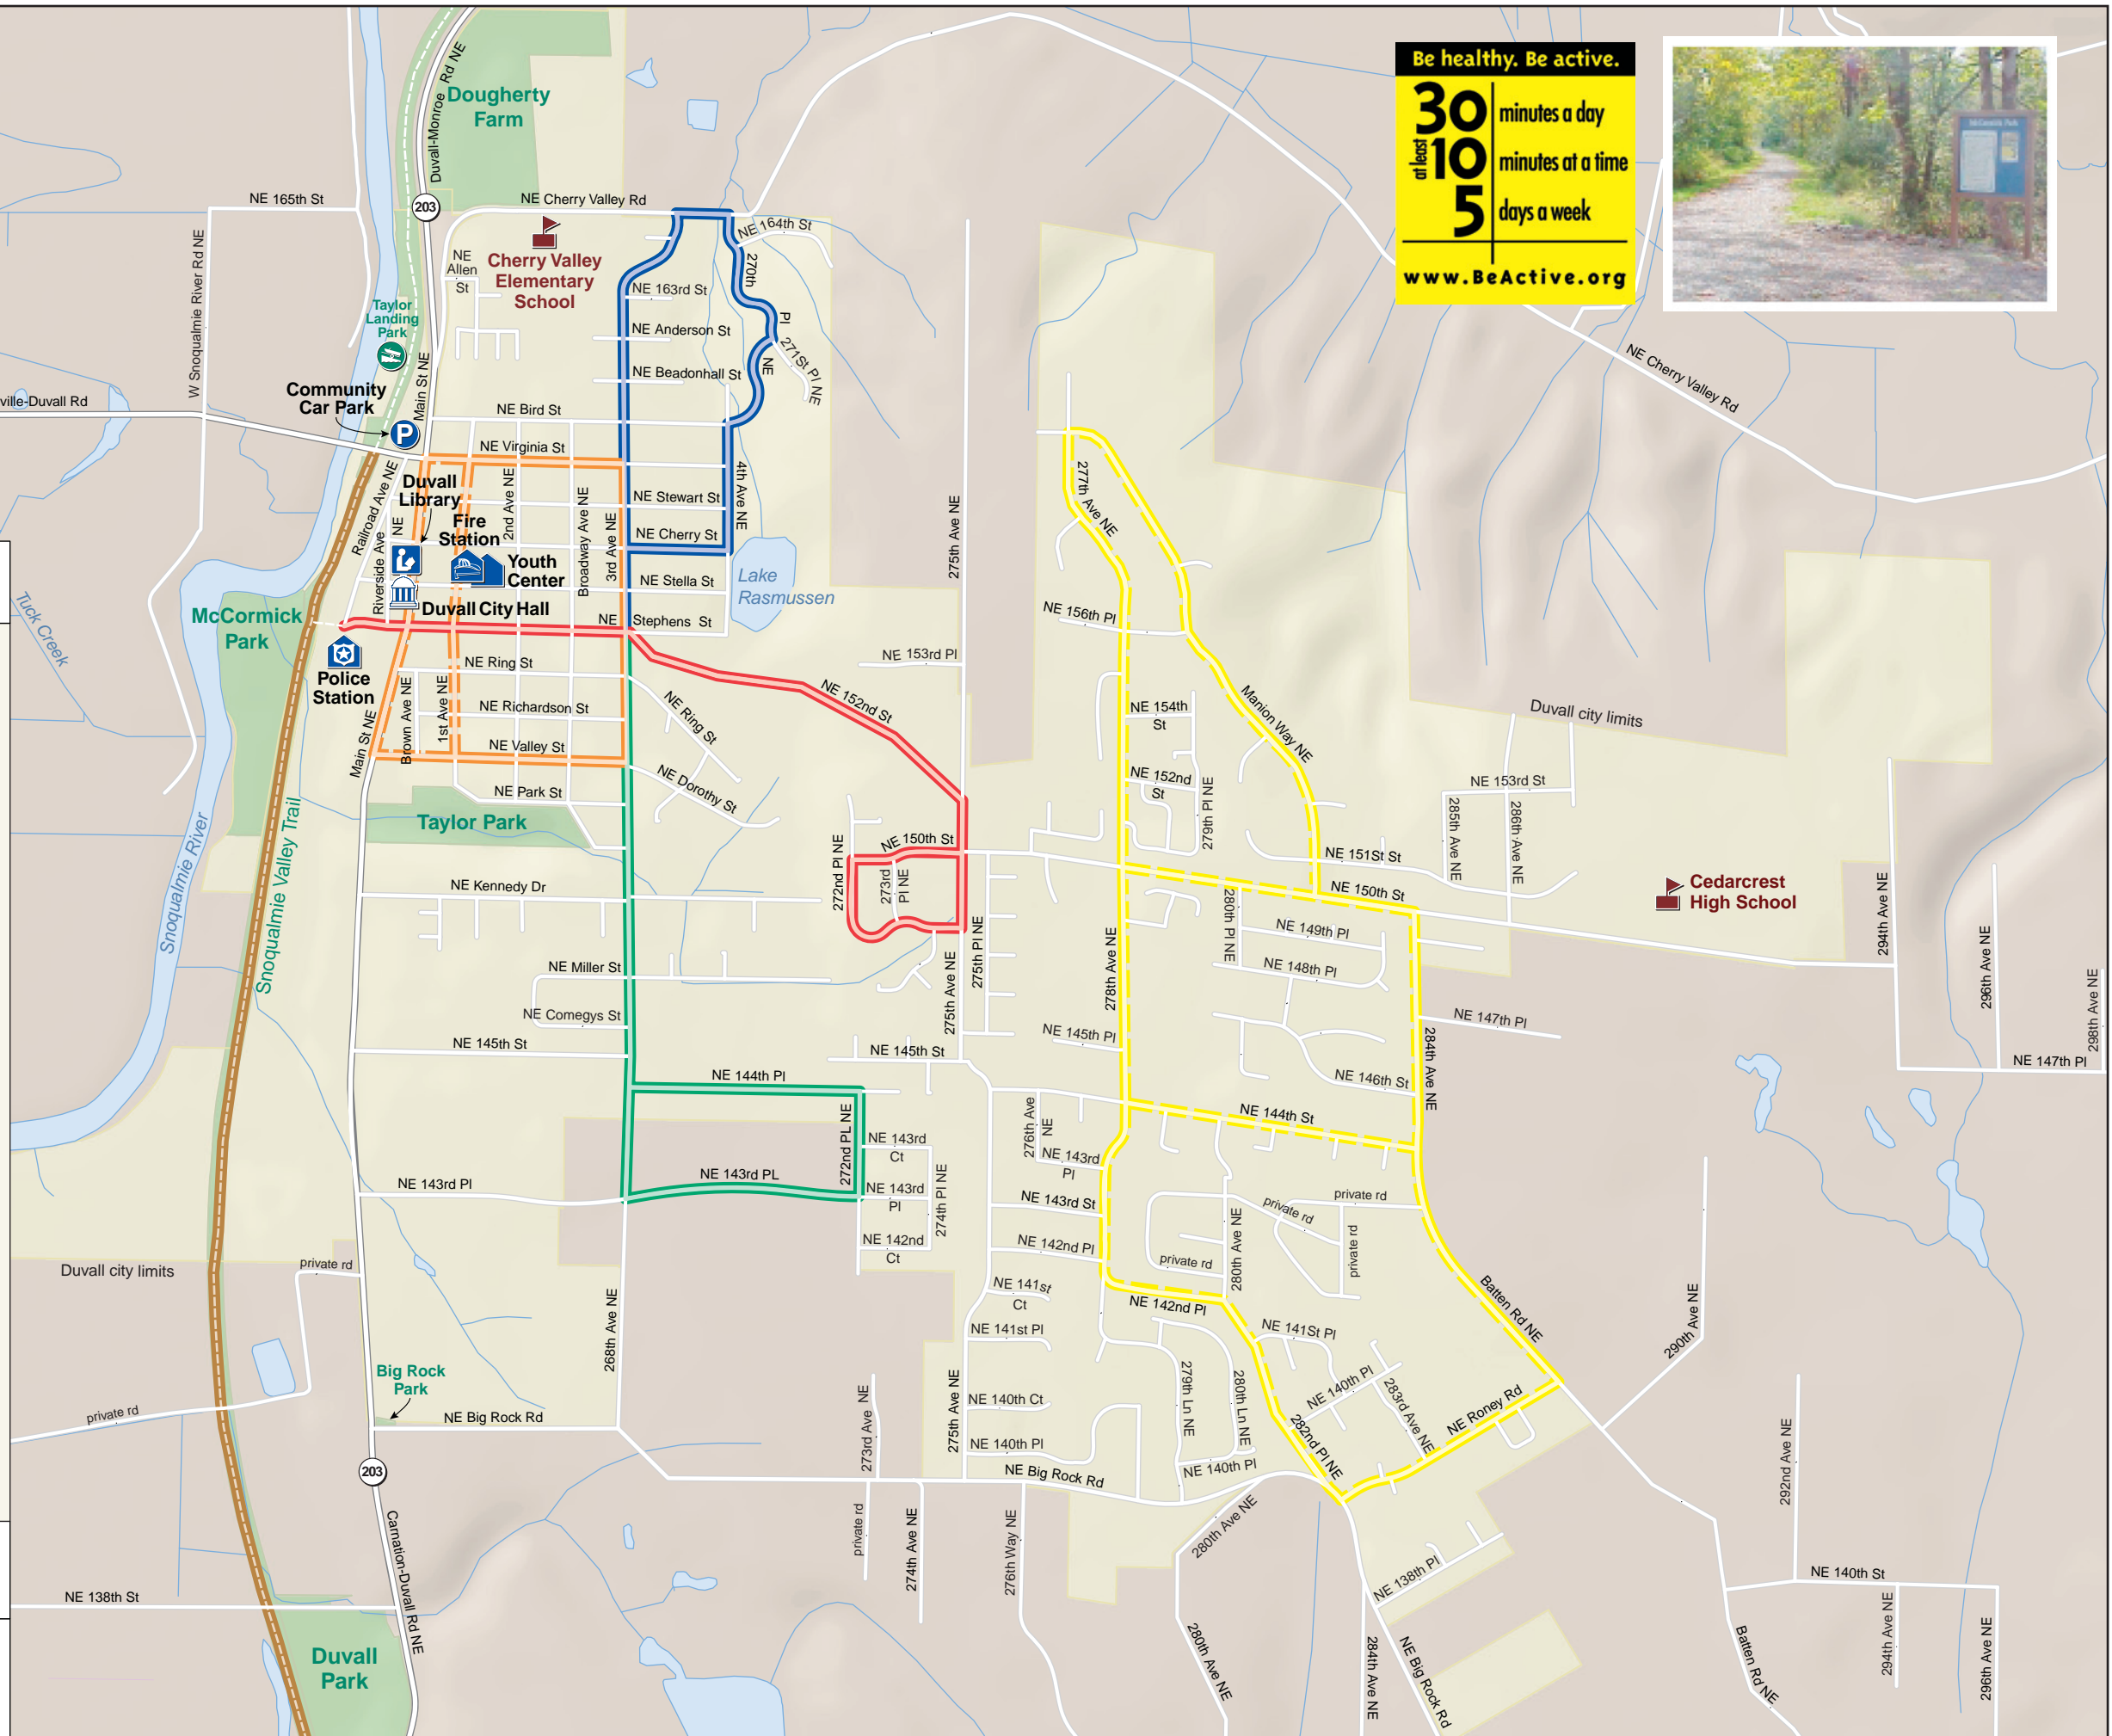 Be healthy. Be active.
30 minutes a day
at least 10 minutes at a time
5 days a week
www.BeActive.org
McCormick Park
Duvall-Monroe Rd NE
Dougherty
Farm
203
NE 165th St
W Snoqualmie River Rd NE
NE Cherry Valley Rd
NE 164th St
Cherry Valley
Elementary
School
NE
Allen
St
270th
Pl
NE
271St Pl NE
NE 163rd St
NE Anderson St
NE Beadonhall St
Taylor
Landing
Park
Main St NE
Community
Car Park
P
ville-Duvall Rd
NE Bird St
NE Virginia St
NE Cherry Valley Rd
Railroad Ave NE
Duvall
Library
Fire
Station
Youth
Center
Riverside Ave NE
2nd Ave NE
Broadway Ave NE
3rd Ave NE
4th Ave NE
NE Stewart St
NE Cherry St
NE Stella St
Lake
Rasmussen
Duvall City Hall
NE Stephens St
275th Ave NE
277th Ave NE
NE 156th Pl
Tuck Creek
McCormick
Park
Police
Station
NE Ring St
NE Richardson St
NE Valley St
Main St NE
Brown Ave NE
1st Ave NE
NE Ring St
NE Dorothy St
NE Park St
Taylor Park
NE 153rd Pl
NE 152nd St
NE 154th
St
NE 152nd
St
279th Pl NE
Manion Way NE
Duvall city limits
NE 153rd St
285th Ave NE
286th Ave NE
NE 151St St
NE 150th St
Cedarcrest
High School
294th Ave NE
296th Ave NE
298th Ave NE
NE 147th Pl
Snoqualmie River
Snoqualmie Valley Trail
NE Kennedy Dr
272nd Pl NE
NE 150th St
273rd
Pl NE
275th Pl NE
275th Ave NE
278th Ave NE
280th Pl NE
NE 149th Pl
NE 148th Pl
NE 147th Pl
NE 146th St
284th Ave NE
NE Miller St
NE Comegys St
NE 145th St
NE 145th St
NE 145th Pl
NE 144th Pl
NE 144th St
272nd PL NE
NE 143rd
Ct
NE 143rd
Pl
274th Pl NE
NE 142nd
Ct
276th Ave
NE
NE 143rd
Pl
NE 143rd Pl
NE 143rd PL
NE 143rd St
NE 142nd Pl
NE 141st
Ct
NE 141st Pl
private rd
private rd
private rd
private rd
280th Ave NE
NE 142nd Pl
NE 141St Pl
Batten Rd NE
290th Ave NE
Duvall city limits
private rd
private rd
268th Ave NE
Big Rock
Park
NE Big Rock Rd
203
Carnation-Duvall Rd NE
273rd Ave NE
275th Ave NE
NE 140th Ct
NE 140th Pl
NE Big Rock Rd
279th Ln NE
280th Ln NE
NE 140th Pl
NE 140th Pl
283rd Ave NE
282nd Pl NE
NE Roney Rd
292nd Ave NE
private rd
274th Ave NE
276th Way NE
280th Ave NE
280th Ave NE
NE 138th Pl
284th Ave NE
NE Big Rock Rd
NE 140th St
294th Ave NE
296th Ave NE
Batten Rd NE
NE 138th St
Duvall
Park